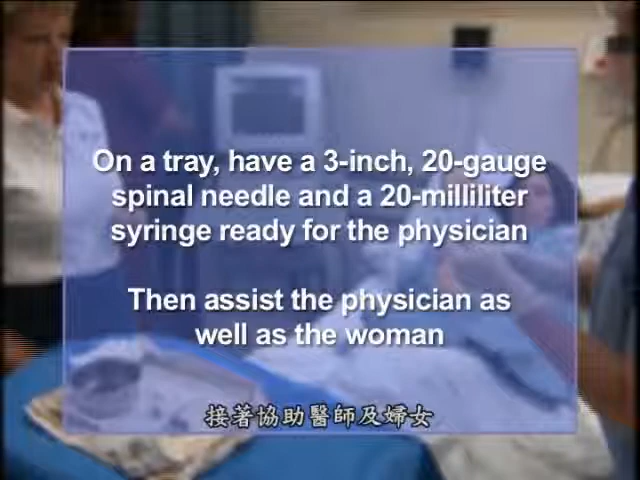 On a tray, have a 3-inch, 20-gauge
spinal needle and a 20-milliliter
syringe ready for the physician
Then assist the physician as
well as the woman
接著協助醫師及婦女